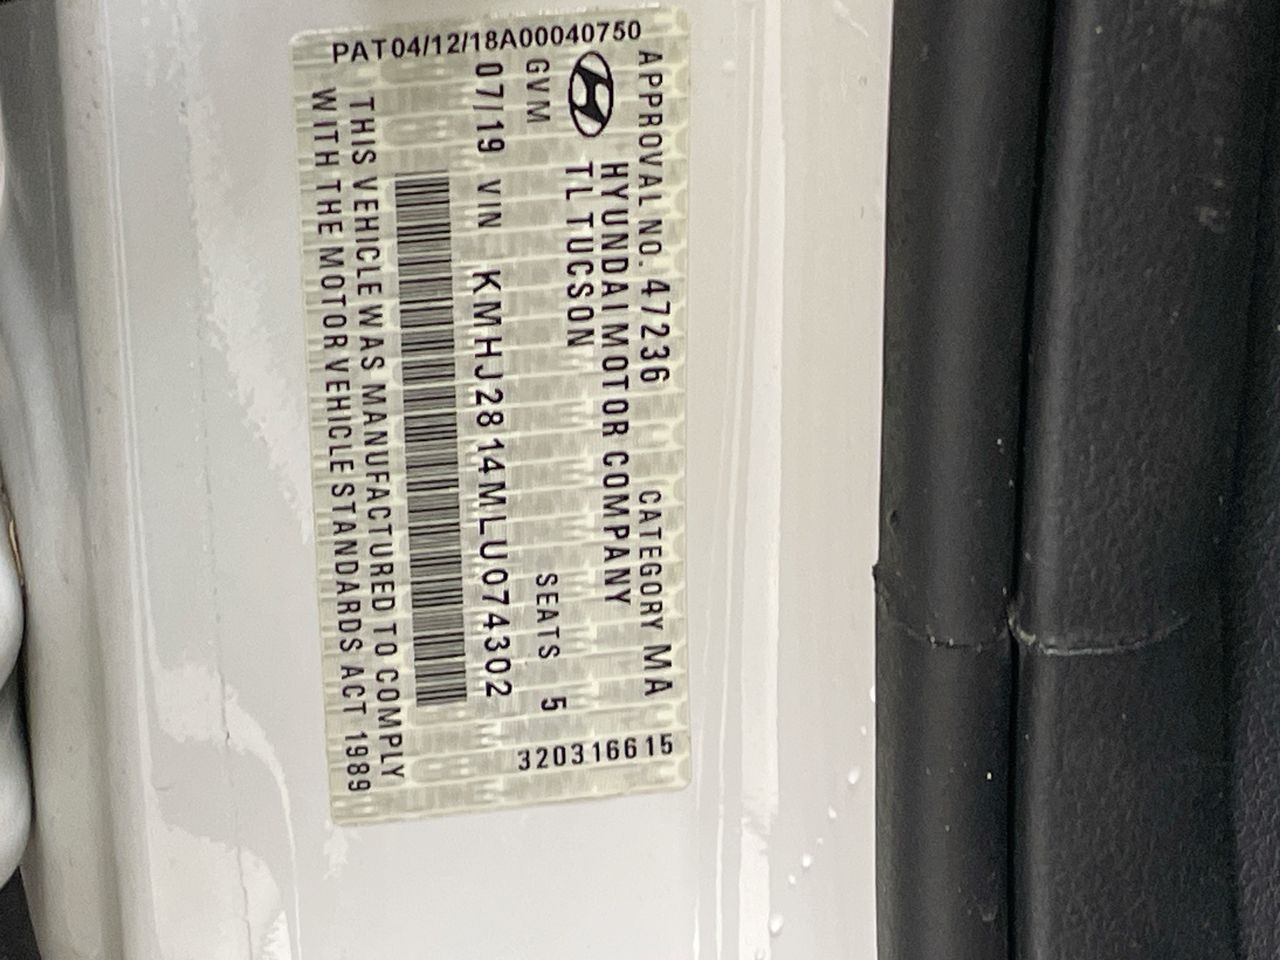 PAT04/12/18A00040750
APPROVAL NO. 47236 CATEGORY MA
HYUNDAI MOTOR COMPANY
TL TUCSON
GVM SEATS 5
07/19 VIN KMHJ2814MLU074302
THIS VEHICLE WAS MANUFACTURED TO COMPLY
WITH THE MOTOR VEHICLE STANDARDS ACT 1989
320316615